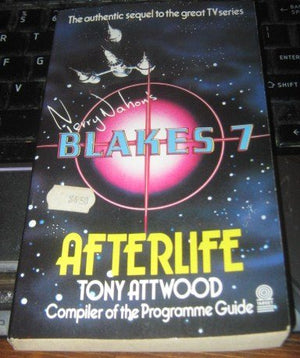 The authentic sequel to the great TV series
Terry Nation's
BLAKES 7
AFTERLIFE
TONY ATTWOOD
Compiler of the Programme Guide
SHIFT